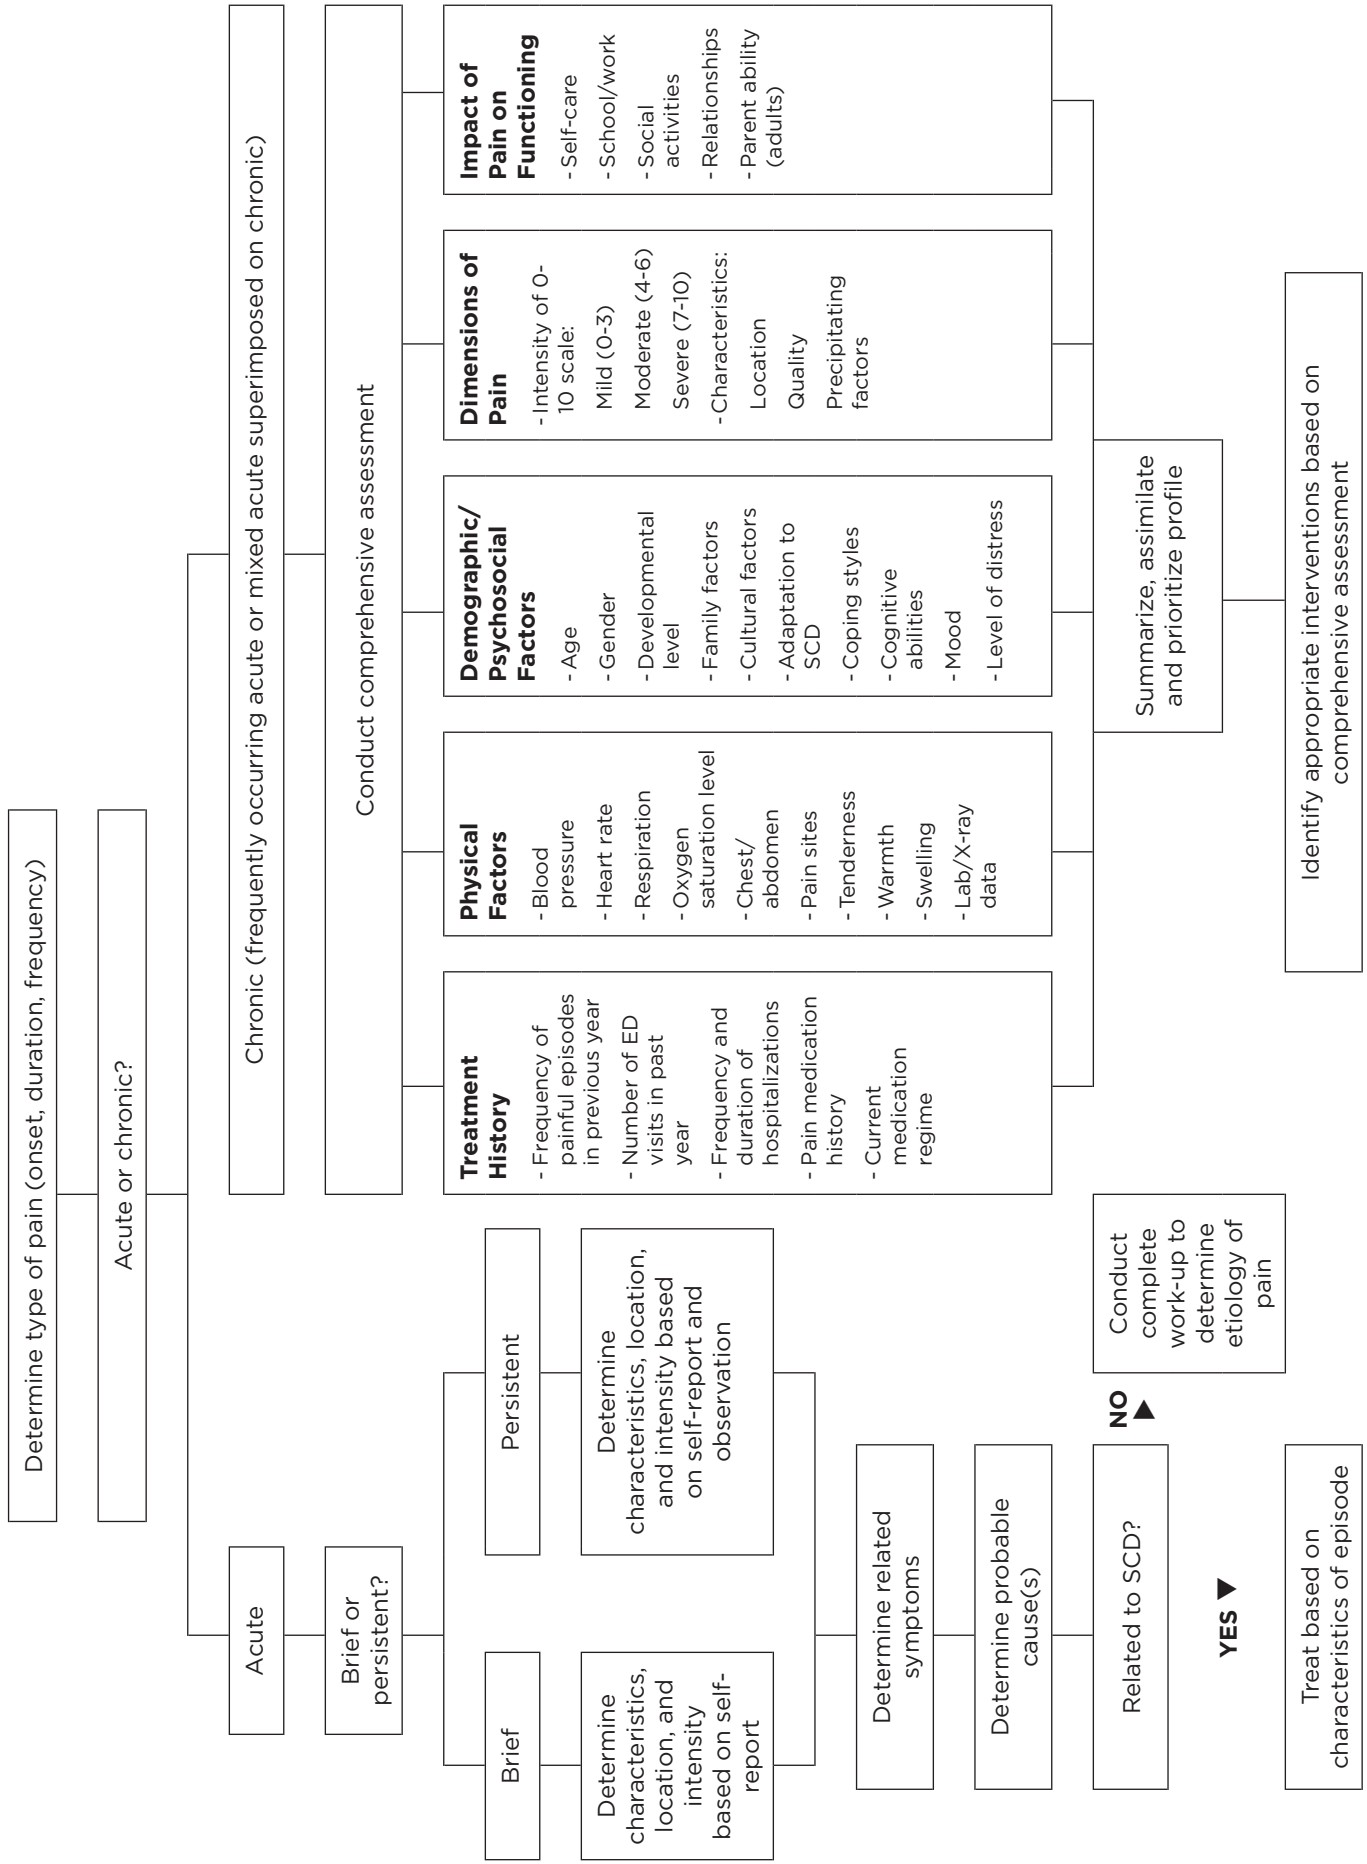 Determine type of pain (onset, duration, frequency)
Acute or chronic?
Acute
Brief or
persistent?
Brief
Determine
characteristics,
location, and
intensity
based on self-
report
Persistent
Determine
characteristics, location,
and intensity based
on self-report and
observation
Determine related
symptoms
Determine probable
cause(s)
Related to SCD?
NO ▶
Conduct
complete
work-up to
determine
etiology of
pain
YES ▼
Treat based on
characteristics of episode
Chronic (frequently occurring acute or mixed acute superimposed on chronic)
Conduct comprehensive assessment
Treatment
History
- Frequency of
painful episodes
in previous year
- Number of ED
visits in past
year
- Frequency and
duration of
hospitalizations
- Pain medication
history
- Current
medication
regime
Physical
Factors
- Blood
pressure
- Heart rate
- Respiration
- Oxygen
saturation level
- Chest/
abdomen
- Pain sites
- Tenderness
- Warmth
- Swelling
- Lab/X-ray
data
Demographic/
Psychosocial
Factors
- Age
- Gender
- Developmental
level
- Family factors
- Cultural factors
- Adaptation to
SCD
- Coping styles
- Cognitive
abilities
- Mood
- Level of distress
Dimensions of
Pain
- Intensity of 0-
10 scale:
Mild (0-3)
Moderate (4-6)
Severe (7-10)
- Characteristics:
Location
Quality
Precipitating
factors
Impact of
Pain on
Functioning
- Self-care
- School/work
- Social
activities
- Relationships
- Parent ability
(adults)
Summarize, assimilate
and prioritize profile
Identify appropriate interventions based on
comprehensive assessment